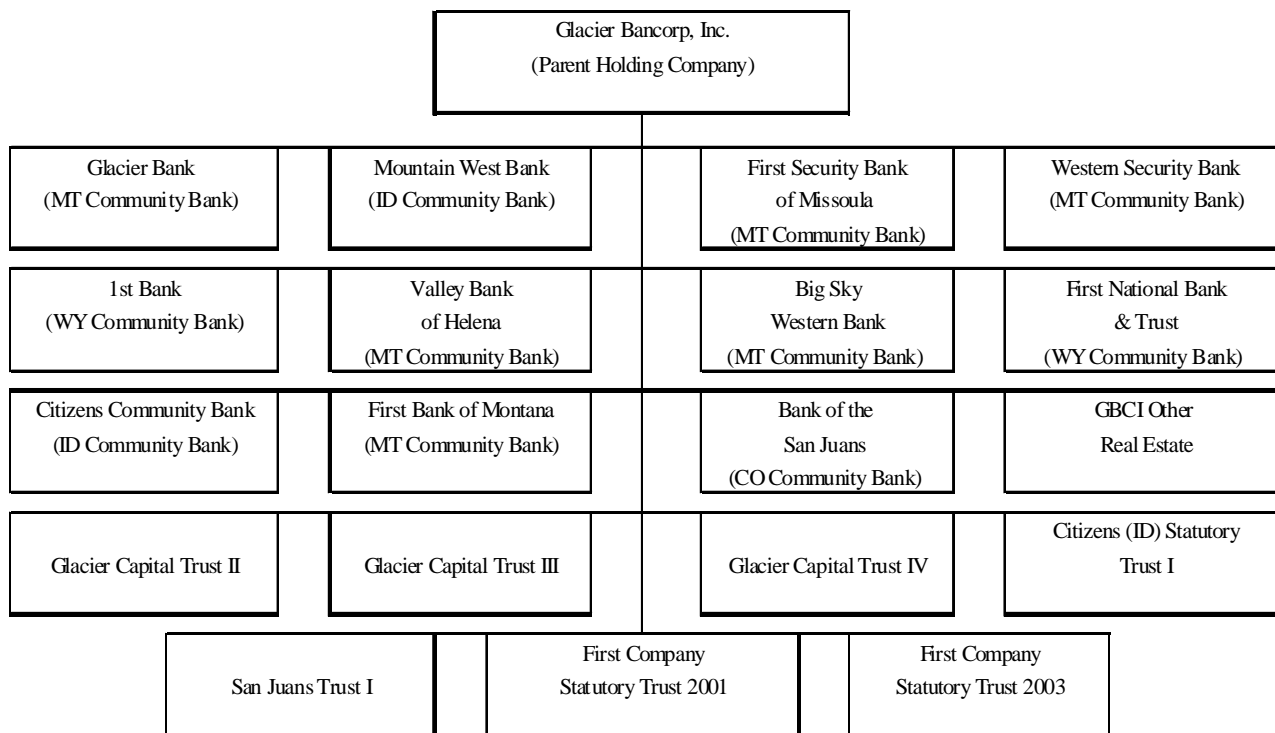 Glacier Bancorp, Inc.
(Parent Holding Company)
Glacier Bank
(MT Community Bank)
Mountain West Bank
(ID Community Bank)
First Security Bank
of Missoula
(MT Community Bank)
Western Security Bank
(MT Community Bank)
1st Bank
(WY Community Bank)
Valley Bank
of Helena
(MT Community Bank)
Big Sky
Western Bank
(MT Community Bank)
First National Bank
& Trust
(WY Community Bank)
Citizens Community Bank
(ID Community Bank)
First Bank of Montana
(MT Community Bank)
Bank of the
San Juans
(CO Community Bank)
GBCI Other
Real Estate
Glacier Capital Trust II
Glacier Capital Trust III
Glacier Capital Trust IV
Citizens (ID) Statutory
Trust I
San Juans Trust I
First Company
Statutory Trust 2001
First Company
Statutory Trust 2003